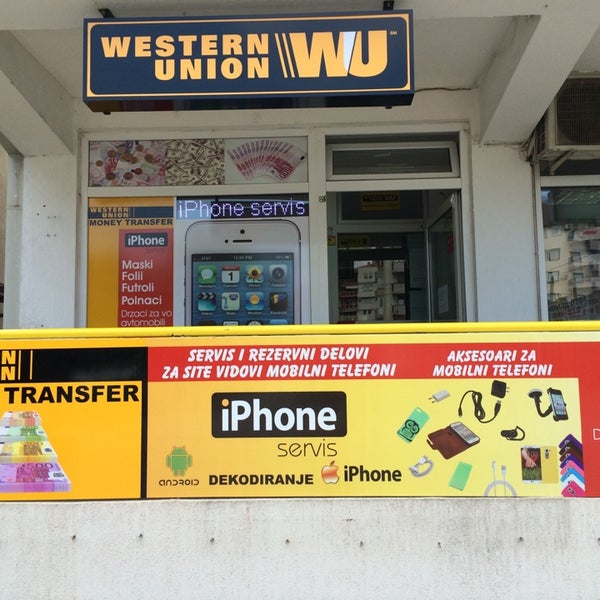 WESTERN
UNION
WU
SM
iPhone servis
WESTERN
UNION
MONEY TRANSFER
iPhone
Maski
Folii
Futroli
Polnaci
Drzaci za vo
avtomobili
TRANSFER
SERVIS I REZERVNI DELOVI
ZA SITE VIDOVI MOBILNI TELEFONI
AKSESOARI ZA
MOBILNI TELEFONI
iPhone
servis
ANDROID
DEKODIRANJE
iPhone